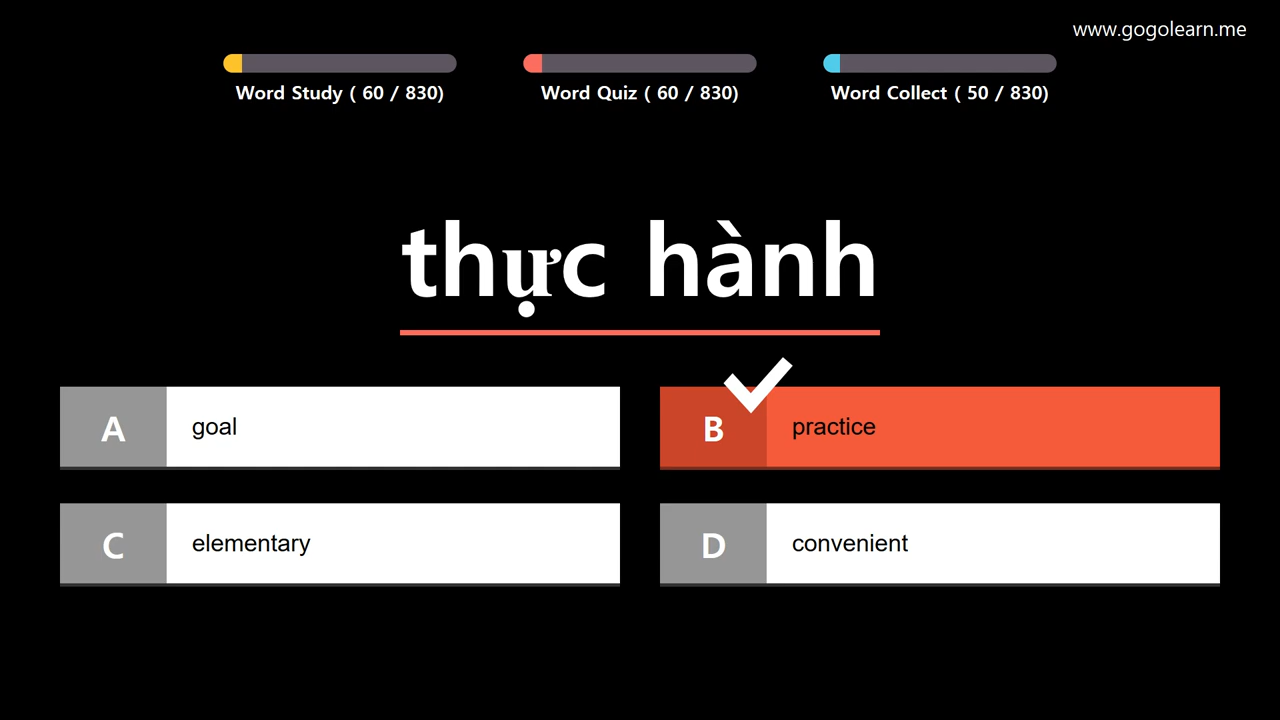 www.gogolearn.me
Word Study ( 60 / 830)
Word Quiz ( 60 / 830)
Word Collect ( 50 / 830)
thực hành
A goal
B practice
C elementary
D convenient